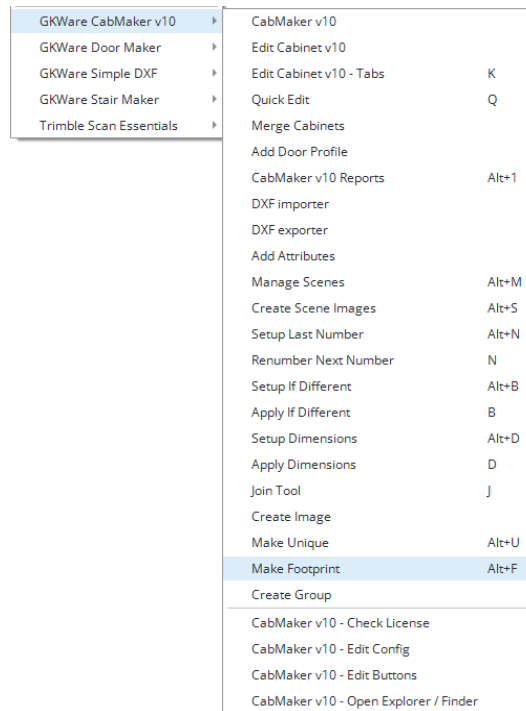 GKWare CabMaker v10
GKWare Door Maker
GKWare Simple DXF
GKWare Stair Maker
Trimble Scan Essentials
CabMaker v10
Edit Cabinet v10
Edit Cabinet v10 - Tabs K
Quick Edit Q
Merge Cabinets
Add Door Profile
CabMaker v10 Reports Alt+1
DXF importer
DXF exporter
Add Attributes
Manage Scenes Alt+M
Create Scene Images Alt+S
Setup Last Number Alt+N
Renumber Next Number N
Setup If Different Alt+B
Apply If Different B
Setup Dimensions Alt+D
Apply Dimensions D
Join Tool J
Create Image
Make Unique Alt+U
Make Footprint Alt+F
Create Group
CabMaker v10 - Check License
CabMaker v10 - Edit Config
CabMaker v10 - Edit Buttons
CabMaker v10 - Open Explorer / Finder